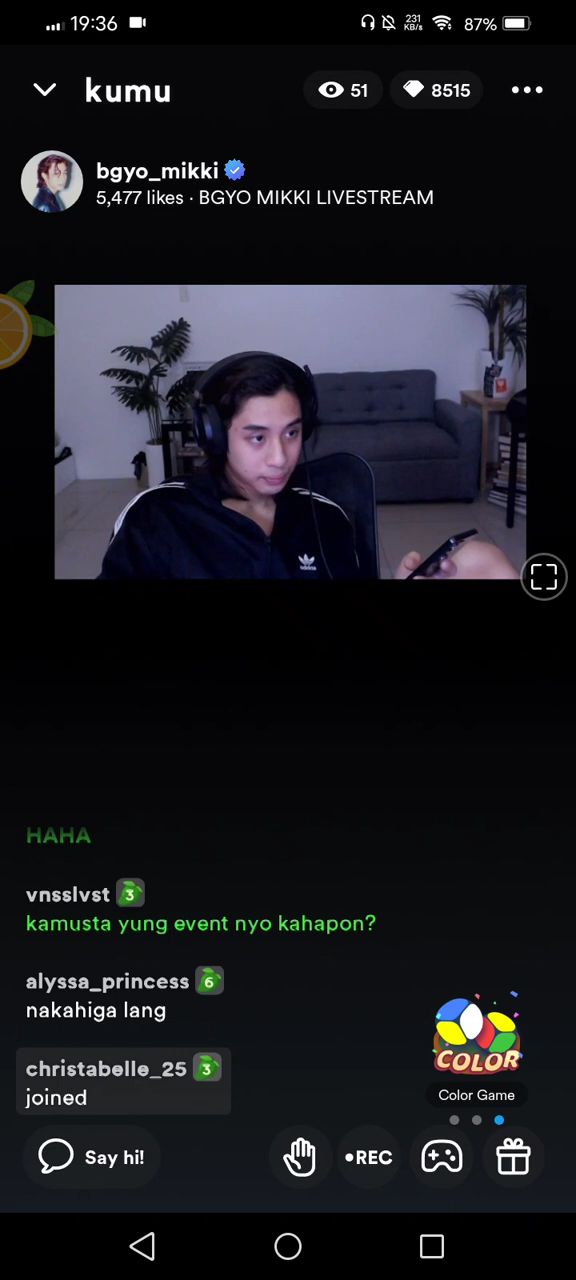 19:36
231
KB/s
87%
kumu
51
8515
bgyo_mikki
5,477 likes · BGYO MIKKI LIVESTREAM
adidas
HAHA
vnsslvst 3
kamusta yung event nyo kahapon?
alyssa_princess 6
nakahiga lang
christabelle_25 3
joined
COLOR
Color Game
Say hi!
•REC